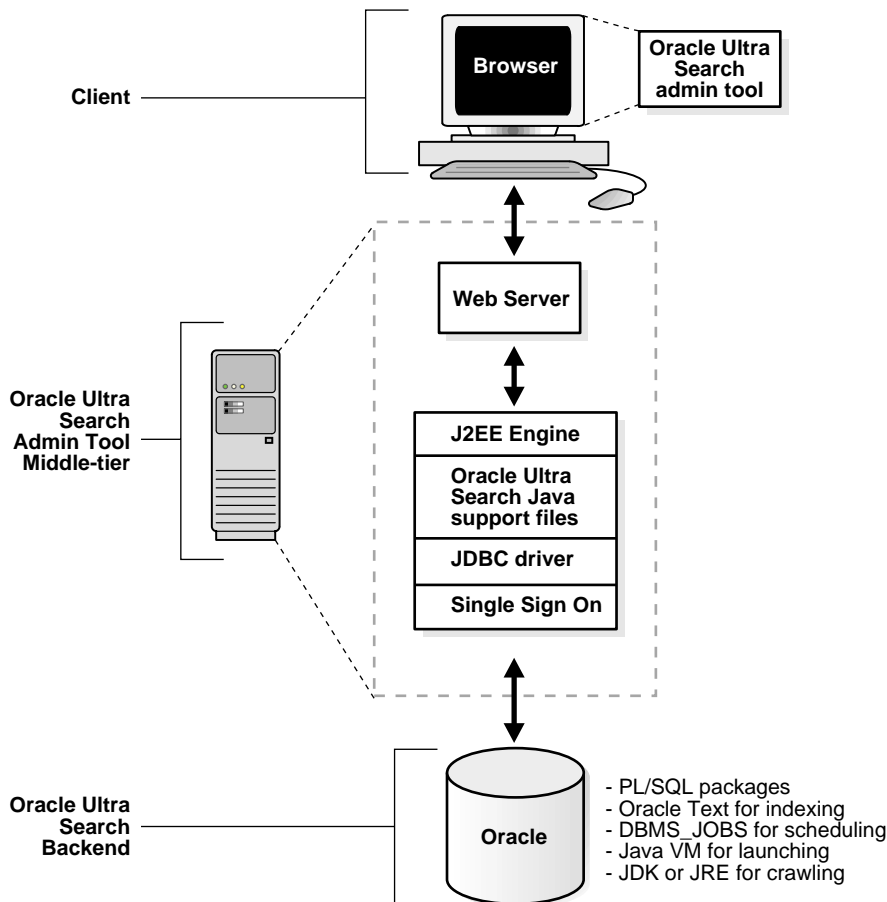 Browser
Oracle Ultra
Search
admin tool
Client
Web Server
Oracle Ultra
Search
Admin Tool
Middle-tier
J2EE Engine
Oracle Ultra
Search Java
support files
JDBC driver
Single Sign On
Oracle Ultra
Search
Backend
Oracle
- PL/SQL packages
- Oracle Text for indexing
- DBMS_JOBS for scheduling
- Java VM for launching
- JDK or JRE for crawling